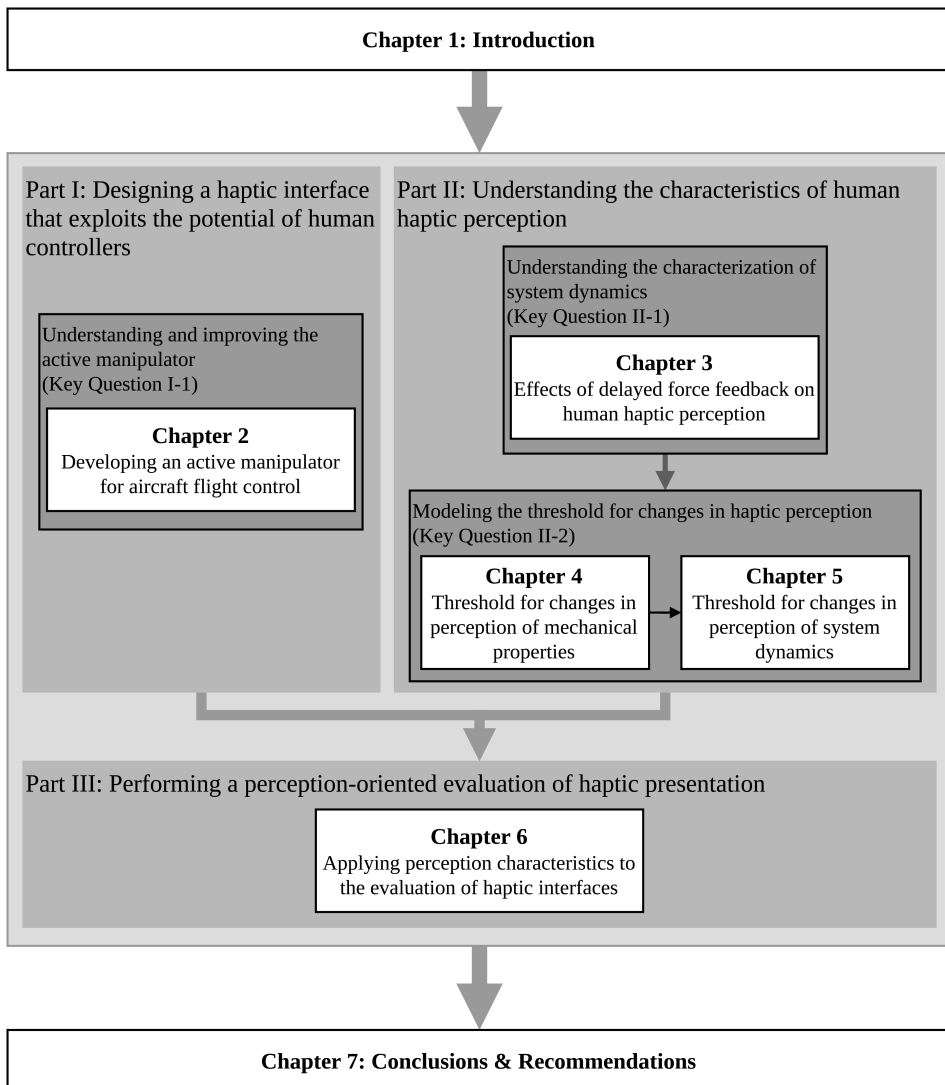 Chapter 1: Introduction
Part I: Designing a haptic interface
that exploits the potential of human
controllers
Understanding and improving the
active manipulator
(Key Question I-1)
Chapter 2
Developing an active manipulator
for aircraft flight control
Part II: Understanding the characteristics of human
haptic perception
Understanding the characterization of
system dynamics
(Key Question II-1)
Chapter 3
Effects of delayed force feedback on
human haptic perception
Modeling the threshold for changes in haptic perception
(Key Question II-2)
Chapter 4
Threshold for changes in
perception of mechanical
properties
Chapter 5
Threshold for changes in
perception of system
dynamics
Part III: Performing a perception-oriented evaluation of haptic presentation
Chapter 6
Applying perception characteristics to
the evaluation of haptic interfaces
Chapter 7: Conclusions & Recommendations